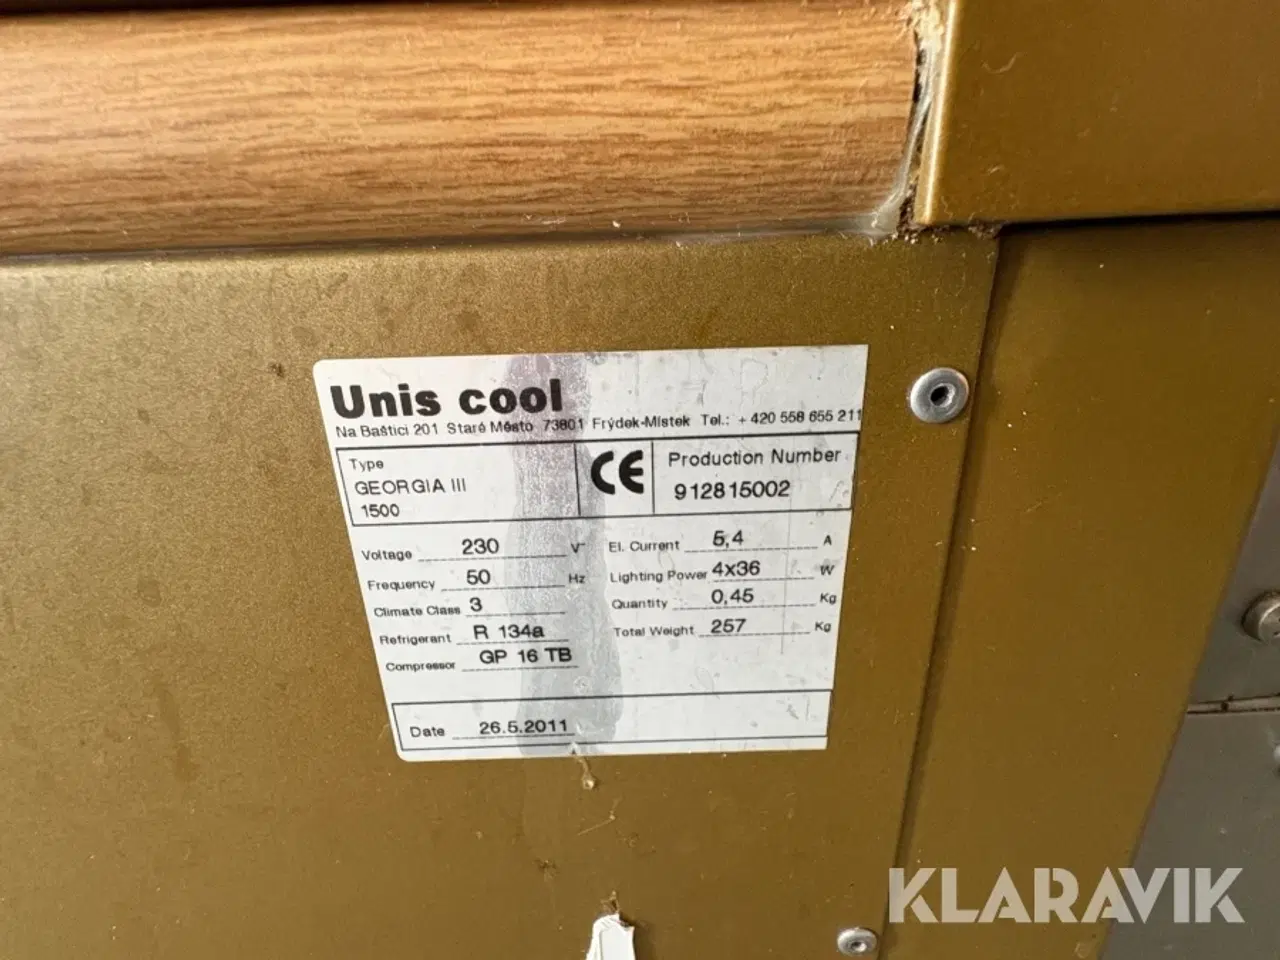 Unis cool
Na Baštici 201 Staré Město 73801 Frýdek-Místek Tel.: +420 558 655 211
Type
GEORGIA III
1500
CE
Production Number
912815002
Voltage 230 V~
El. Current 5,4 A
Frequency 50 Hz
Lighting Power 4x36 W
Climate Class 3
Quantity 0,45 Kg
Refrigerant R 134a
Total Weight 257 Kg
Compressor GP 16 TB
Date 26.5.2011
KLARAVIK